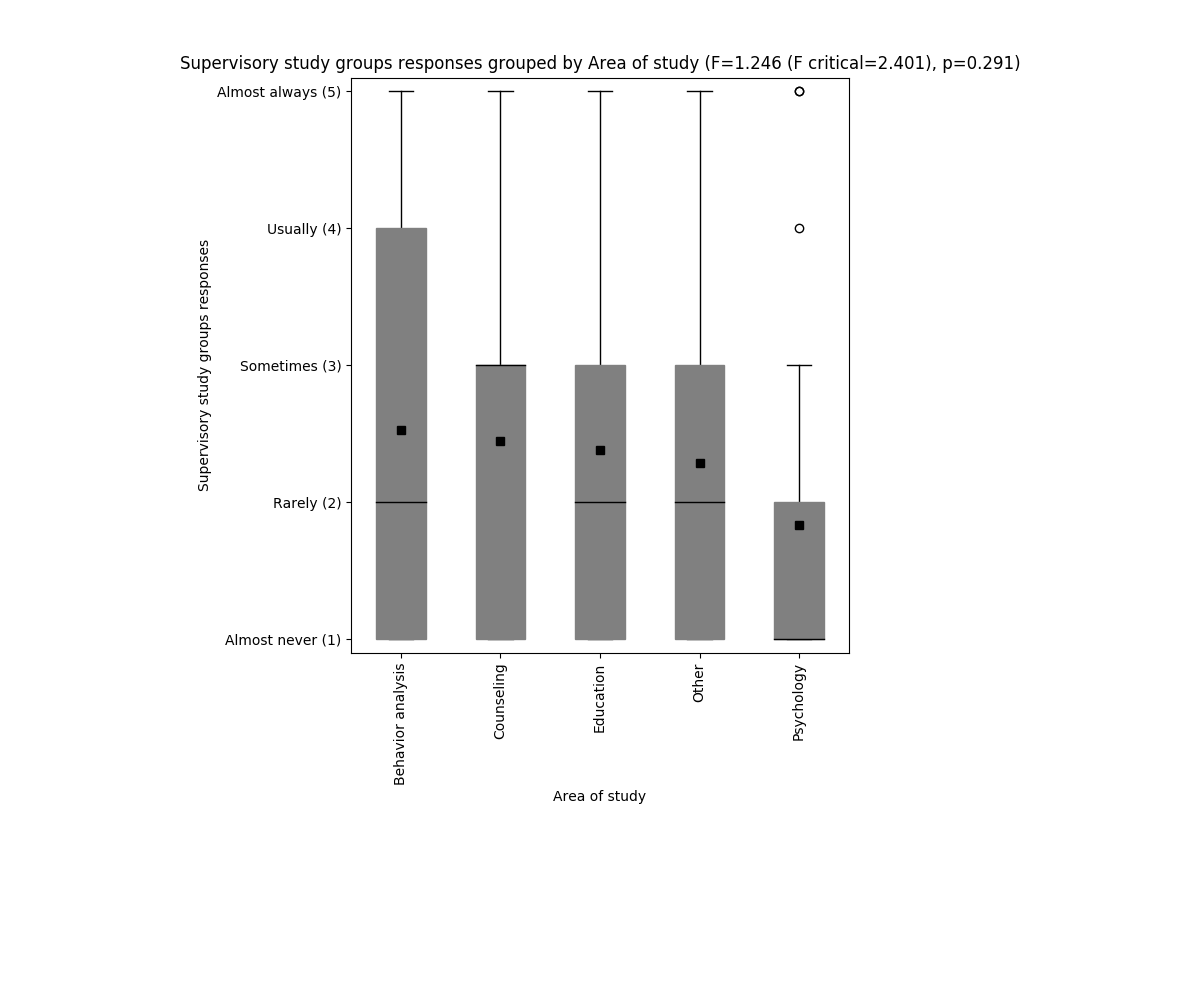 Supervisory study groups responses grouped by Area of study (F=1.246 (F critical=2.401), p=0.291)
Almost always (5)
Usually (4)
Sometimes (3)
Rarely (2)
Almost never (1)
Supervisory study groups responses
Behavior analysis
Counseling
Education
Other
Psychology
Area of study